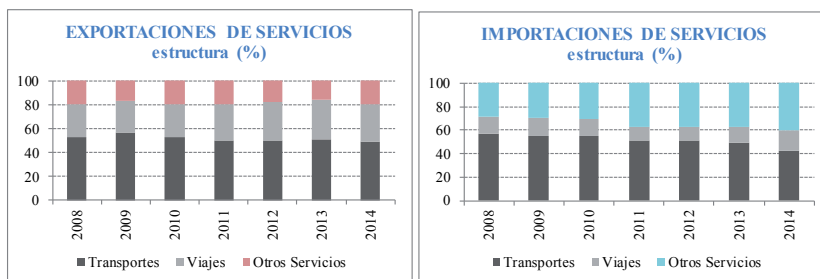 EXPORTACIONES DE SERVICIOS
estructura (%)
100
80
60
40
20
0
2008
2009
2010
2011
2012
2013
2014
Transportes
Viajes
Otros Servicios
IMPORTACIONES DE SERVICIOS
estructura (%)
100
80
60
40
20
0
2008
2009
2010
2011
2012
2013
2014
Transportes
Viajes
Otros Servicios